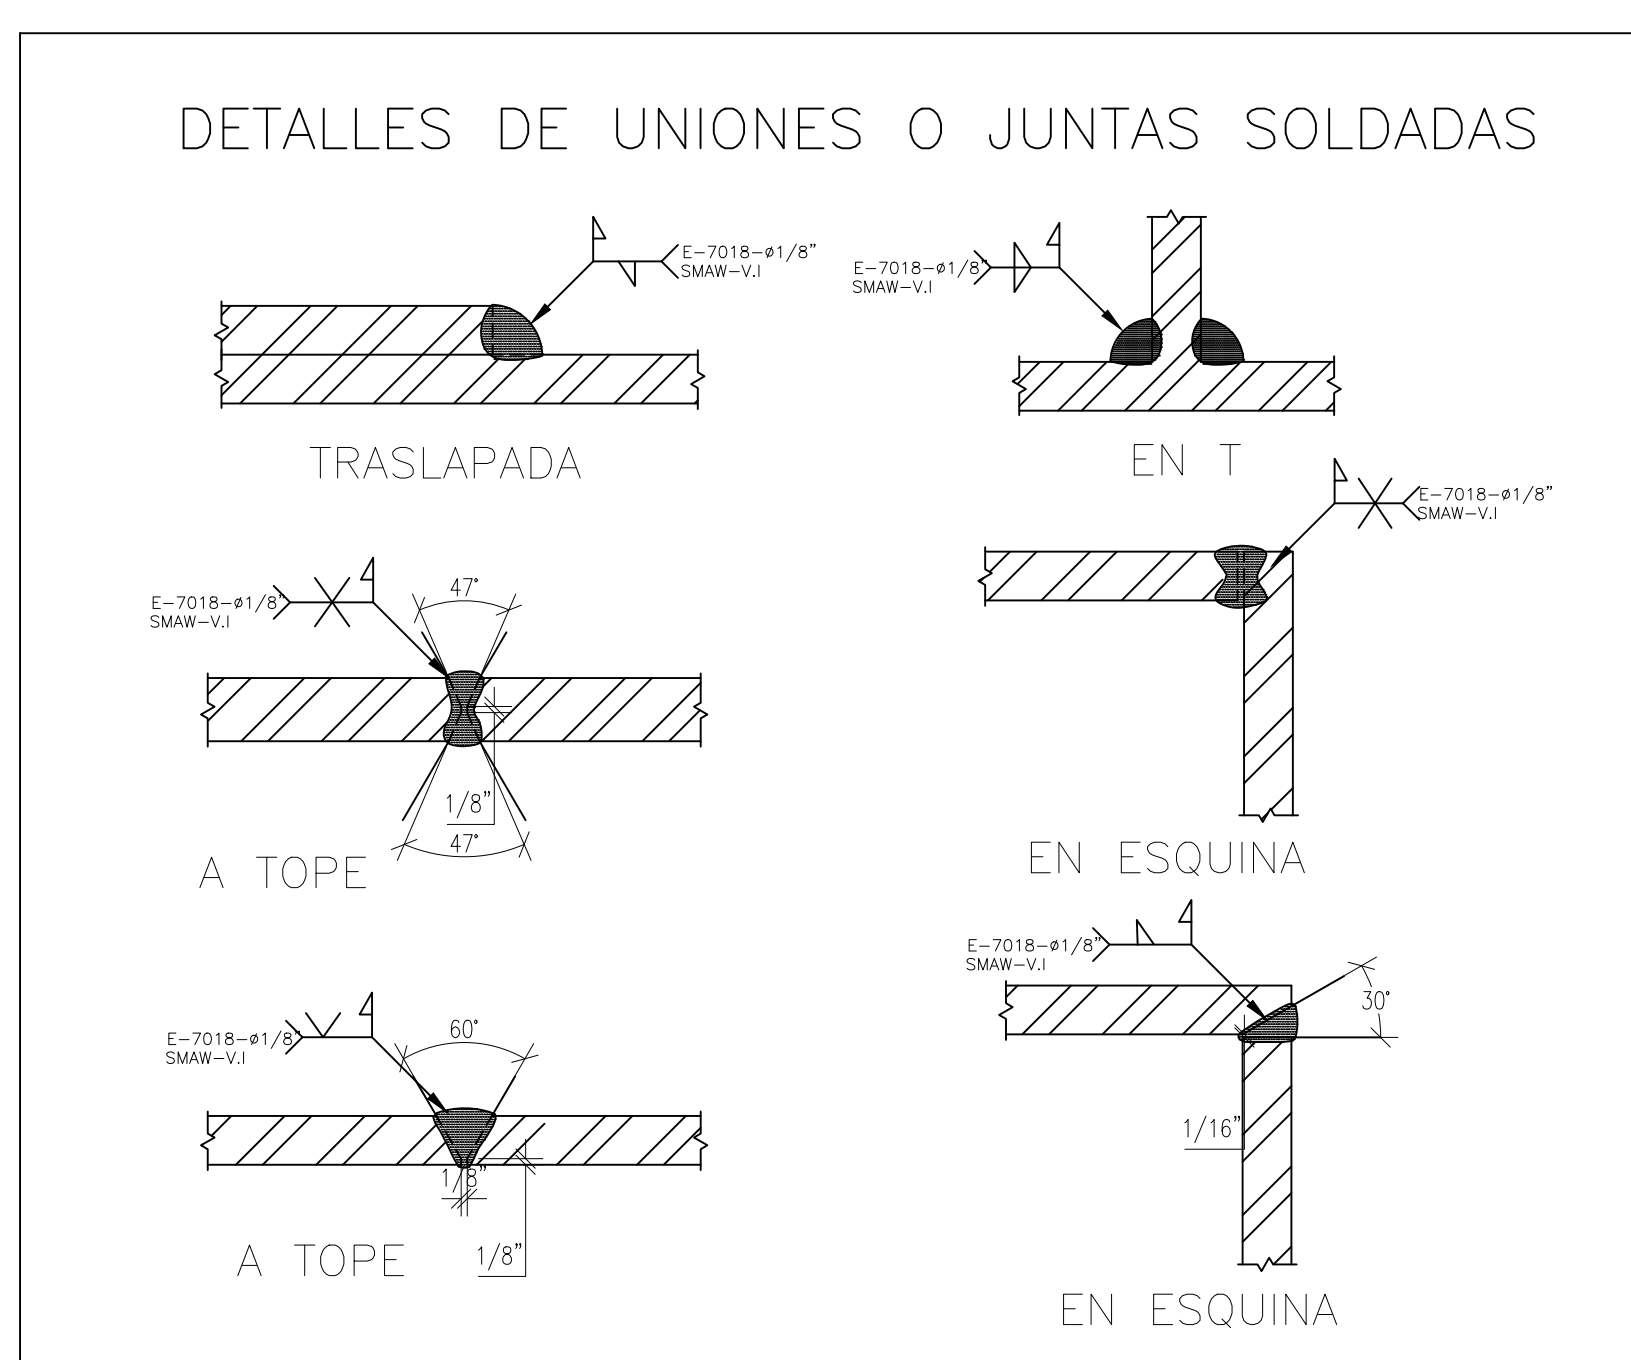 DETALLES DE UNIONES O JUNTAS SOLDADAS
E-7018-ø1/8"
SMAW-V.I
TRASLAPADA
E-7018-ø1/8"
SMAW-V.I
EN T
E-7018-ø1/8"
SMAW-V.I
47°
1/8"
47°
A TOPE
E-7018-ø1/8"
SMAW-V.I
EN ESQUINA
E-7018-ø1/8"
SMAW-V.I
60°
1/8"
1/8"
A TOPE
E-7018-ø1/8"
SMAW-V.I
30°
1/16"
EN ESQUINA